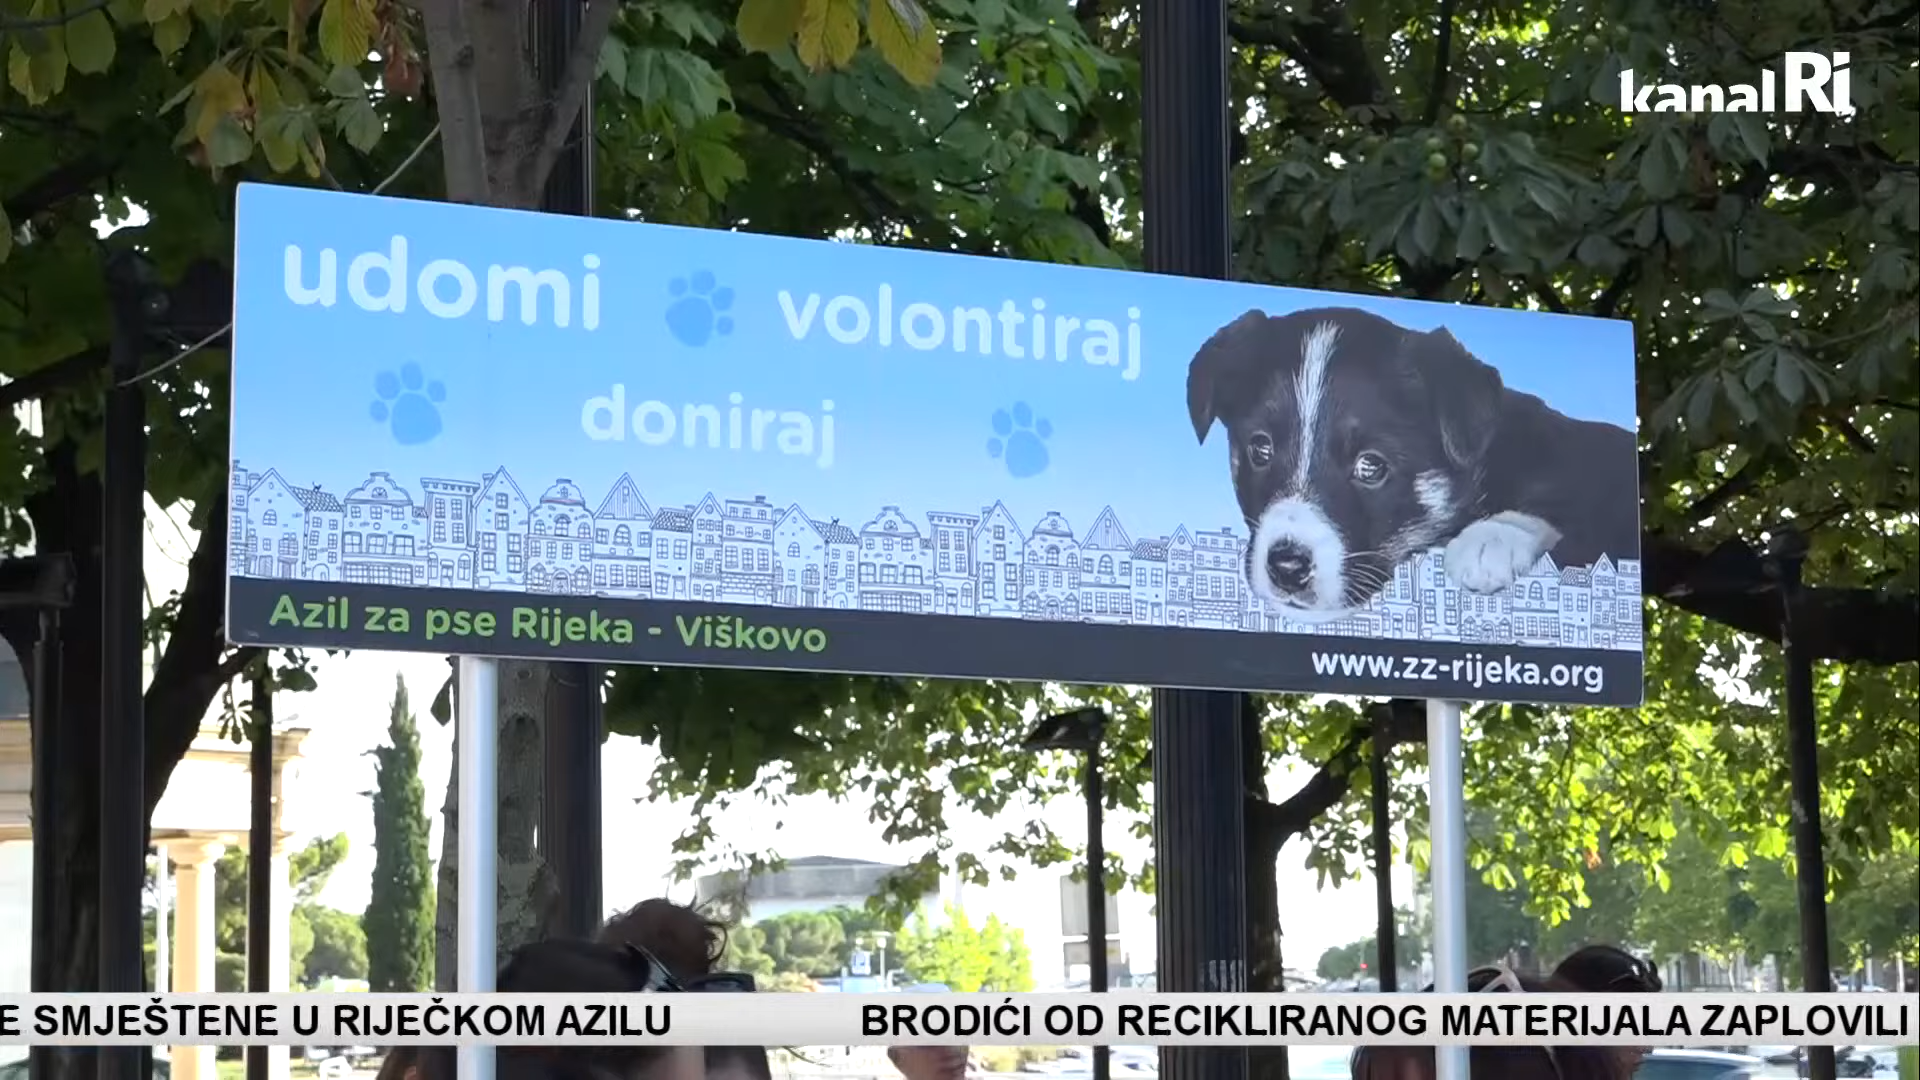 kanal Ri
udomi
volontiraj
doniraj
Azil za pse Rijeka - Viškovo
www.zz-rijeka.org
E SMJEŠTENE U RIJEČKOM AZILU
BRODIĆI OD RECIKLIRANOG MATERIJALA ZAPLOVILI